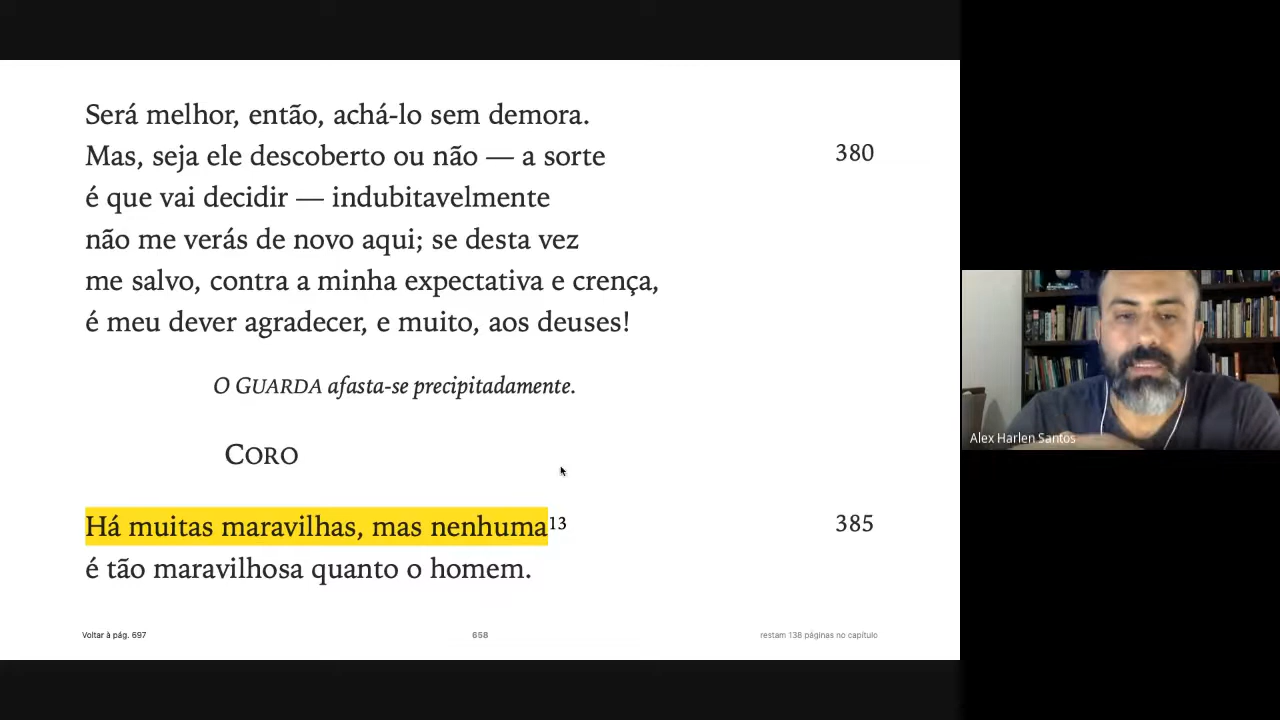 Será melhor, então, achá-lo sem demora.
Mas, seja ele descoberto ou não — a sorte 380
é que vai decidir — indubitavelmente
não me verás de novo aqui; se desta vez
me salvo, contra a minha expectativa e crença,
é meu dever agradecer, e muito, aos deuses!
O GUARDA afasta-se precipitadamente.
CORO
Há muitas maravilhas, mas nenhuma¹³ 385
é tão maravilhosa quanto o homem.
Voltar à pág. 697 658 restam 138 páginas no capítulo
Alex Harlen Santos